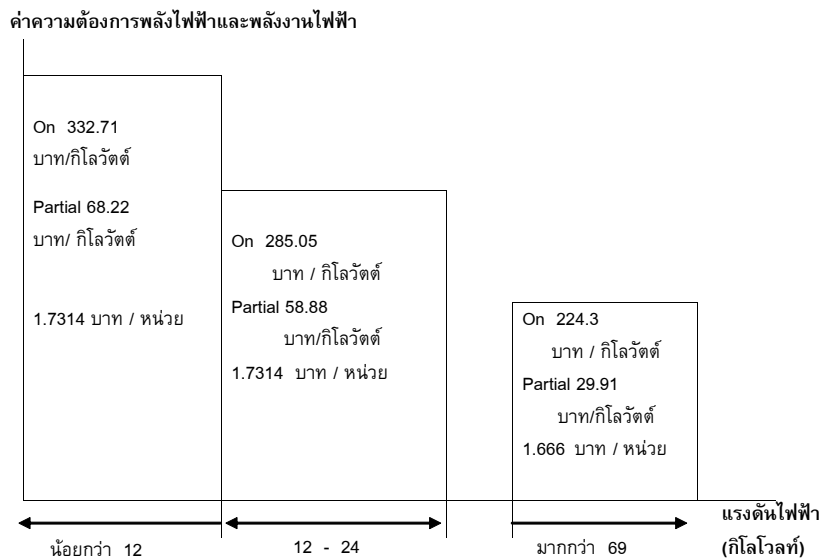 ค่าความต้องการพลังไฟฟ้าและพลังงานไฟฟ้า
On 332.71
บาท/กิโลวัตต์
Partial 68.22
บาท/ กิโลวัตต์
1.7314 บาท / หน่วย
On 285.05
บาท / กิโลวัตต์
Partial 58.88
บาท/กิโลวัตต์
1.7314 บาท / หน่วย
On 224.3
บาท / กิโลวัตต์
Partial 29.91
บาท/กิโลวัตต์
1.666 บาท / หน่วย
น้อยกว่า 12
12 - 24
มากกว่า 69
แรงดันไฟฟ้า
(กิโลโวลท์)